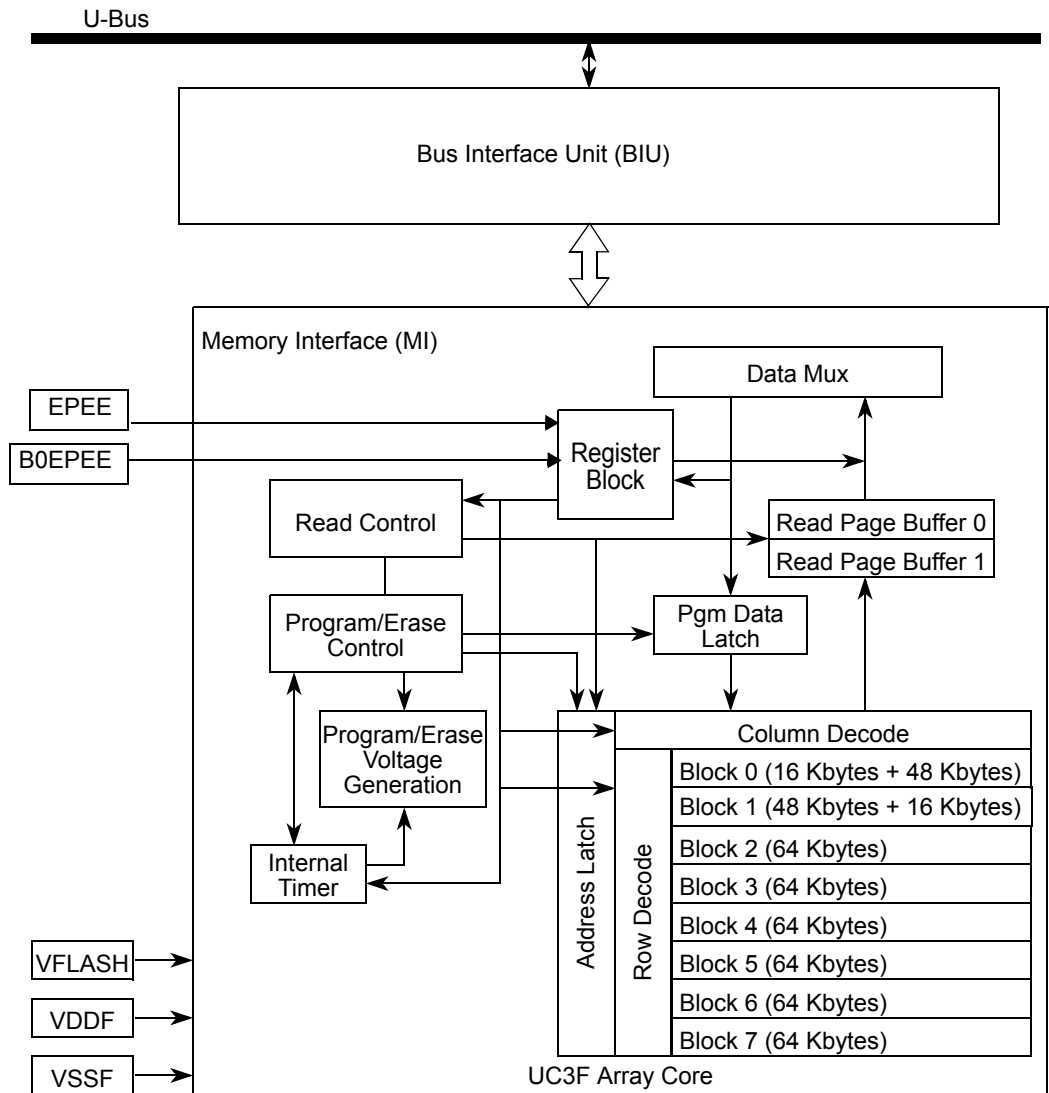 U-Bus
Bus Interface Unit (BIU)
Memory Interface (MI)
Data Mux
EPEE
B0EPEE
Register
Block
Read Control
Read Page Buffer 0
Read Page Buffer 1
Program/Erase
Control
Pgm Data
Latch
Program/Erase
Voltage
Generation
Internal
Timer
Address Latch
Row Decode
Column Decode
Block 0 (16 Kbytes + 48 Kbytes)
Block 1 (48 Kbytes + 16 Kbytes)
Block 2 (64 Kbytes)
Block 3 (64 Kbytes)
Block 4 (64 Kbytes)
Block 5 (64 Kbytes)
Block 6 (64 Kbytes)
Block 7 (64 Kbytes)
VFLASH
VDDF
VSSF
UC3F Array Core